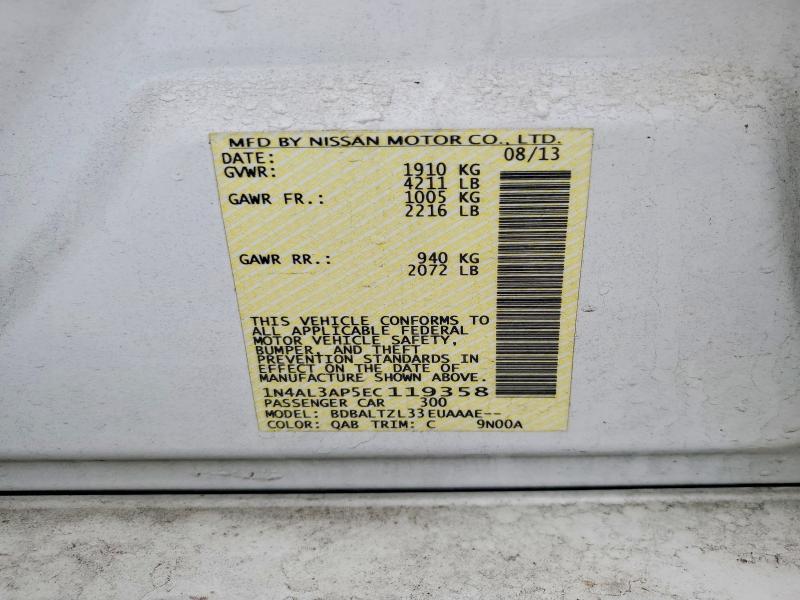 MFD BY NISSAN MOTOR CO., LTD.
DATE: 08/13
GVWR: 1910 KG
4211 LB
GAWR FR.: 1005 KG
2216 LB
GAWR RR.: 940 KG
2072 LB
THIS VEHICLE CONFORMS TO
ALL APPLICABLE FEDERAL
MOTOR VEHICLE SAFETY,
BUMPER, AND THEFT
PREVENTION STANDARDS IN
EFFECT ON THE DATE OF
MANUFACTURE SHOWN ABOVE.
1N4AL3AP5EC119358
PASSENGER CAR 300
MODEL: BDBALTZL33EUAAAE--
COLOR: QAB TRIM: C 9N00A